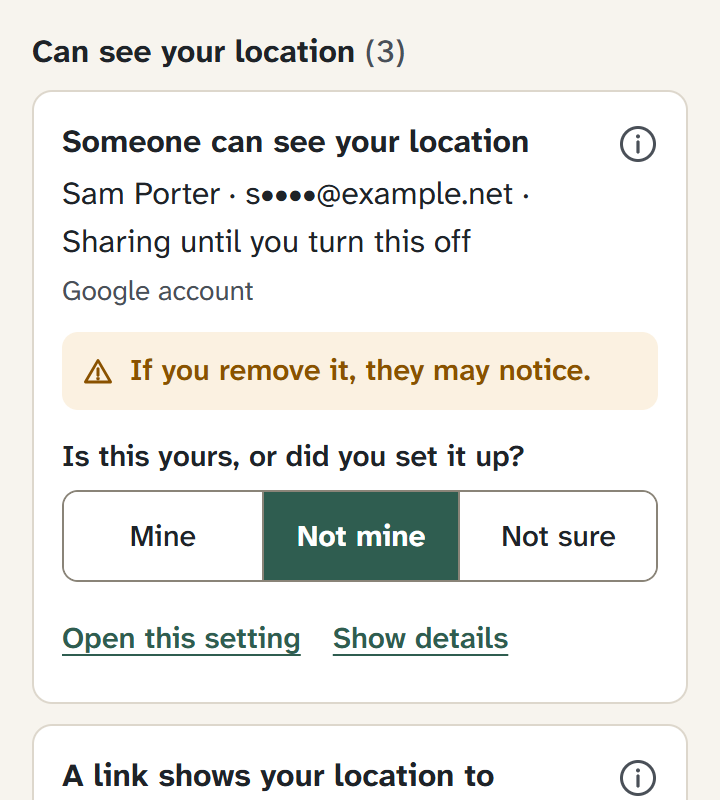 Can see your location (3)
Someone can see your location
Sam Porter · s●●●●@example.net ·
Sharing until you turn this off
Google account
If you remove it, they may notice.
Is this yours, or did you set it up?
Mine
Not mine
Not sure
Open this setting
Show details
A link shows your location to